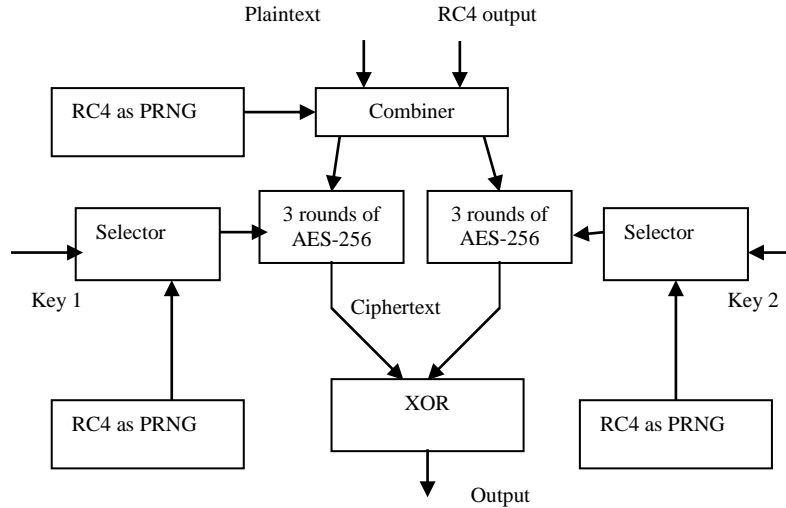 Plaintext
RC4 output
RC4 as PRNG
Combiner
3 rounds of
AES-256
3 rounds of
AES-256
Selector
Selector
Key 1
Ciphertext
Key 2
RC4 as PRNG
XOR
RC4 as PRNG
Output